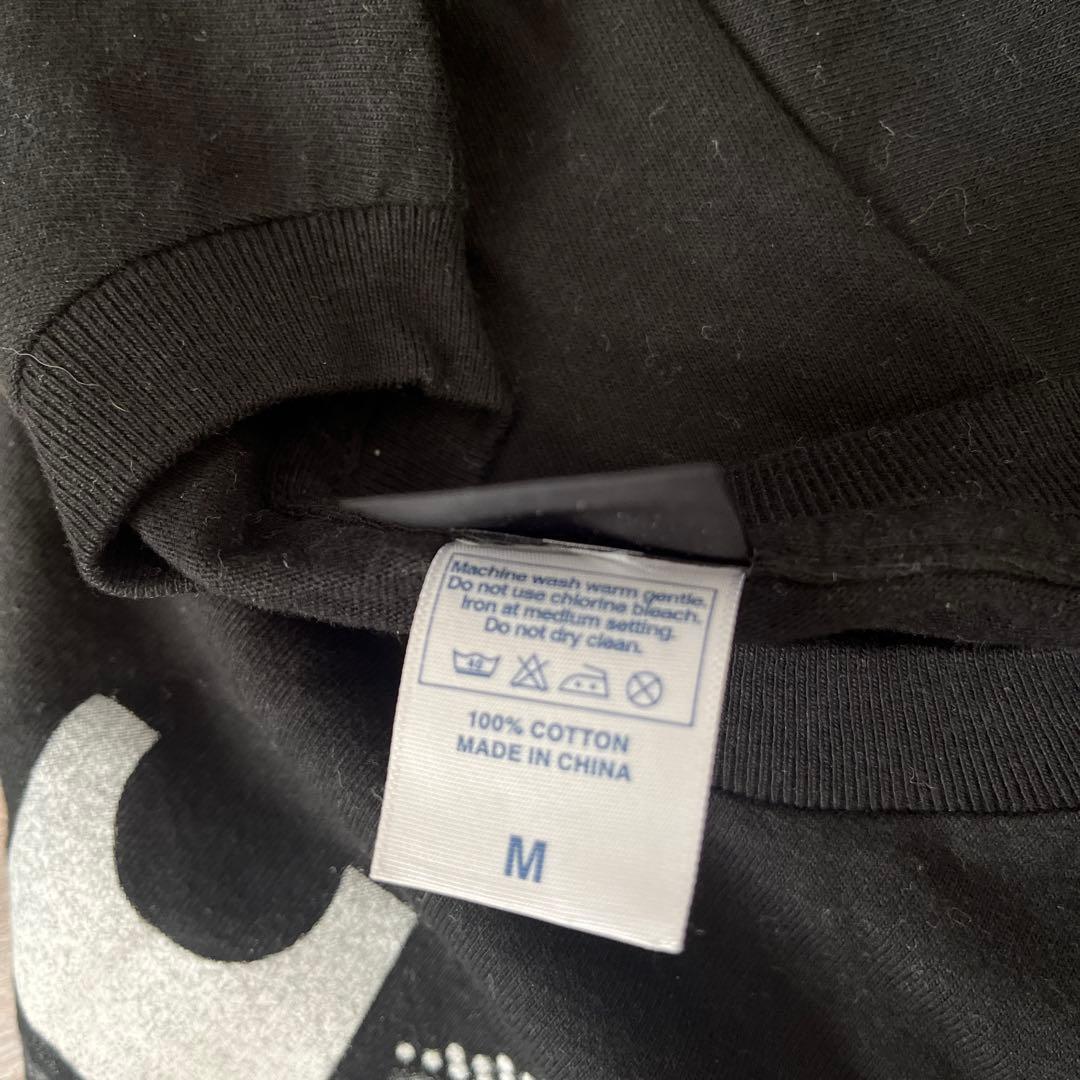 Machine wash warm gentle.
Do not use chlorine bleach.
Iron at medium setting.
Do not dry clean.
40
100% COTTON
MADE IN CHINA
M